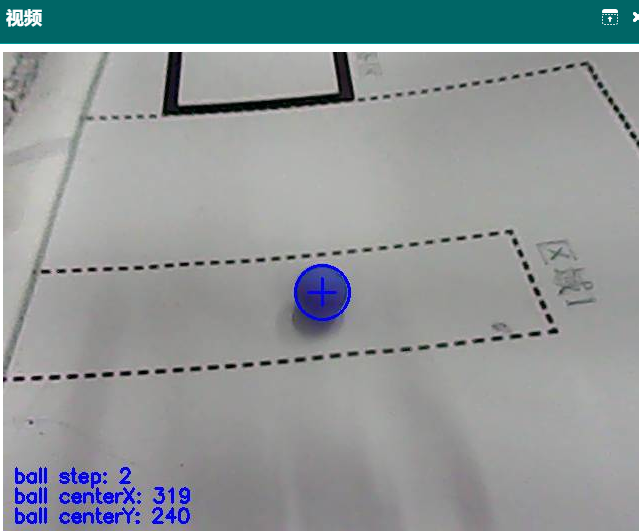 视频
区域1
ball step: 2
ball centerX: 319
ball centerY: 240